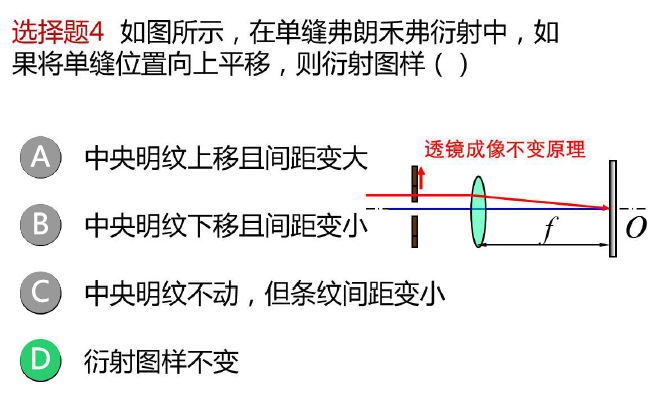 选择题4 如图所示，在单缝弗朗禾弗衍射中，如
果将单缝位置向上平移，则衍射图样（ ）
A 中央明纹上移且间距变大
透镜成像不变原理
B 中央明纹下移且间距变小
f
O
C 中央明纹不动，但条纹间距变小
D 衍射图样不变